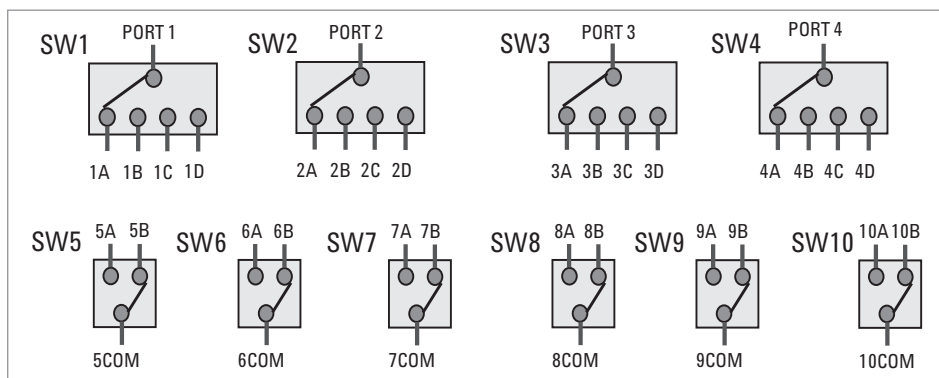 SW1 PORT 1 SW2 PORT 2 SW3 PORT 3 SW4 PORT 4
1A 1B 1C 1D 2A 2B 2C 2D 3A 3B 3C 3D 4A 4B 4C 4D
SW5 5A 5B SW6 6A 6B SW7 7A 7B SW8 8A 8B SW9 9A 9B SW10 10A 10B
5COM 6COM 7COM 8COM 9COM 10COM